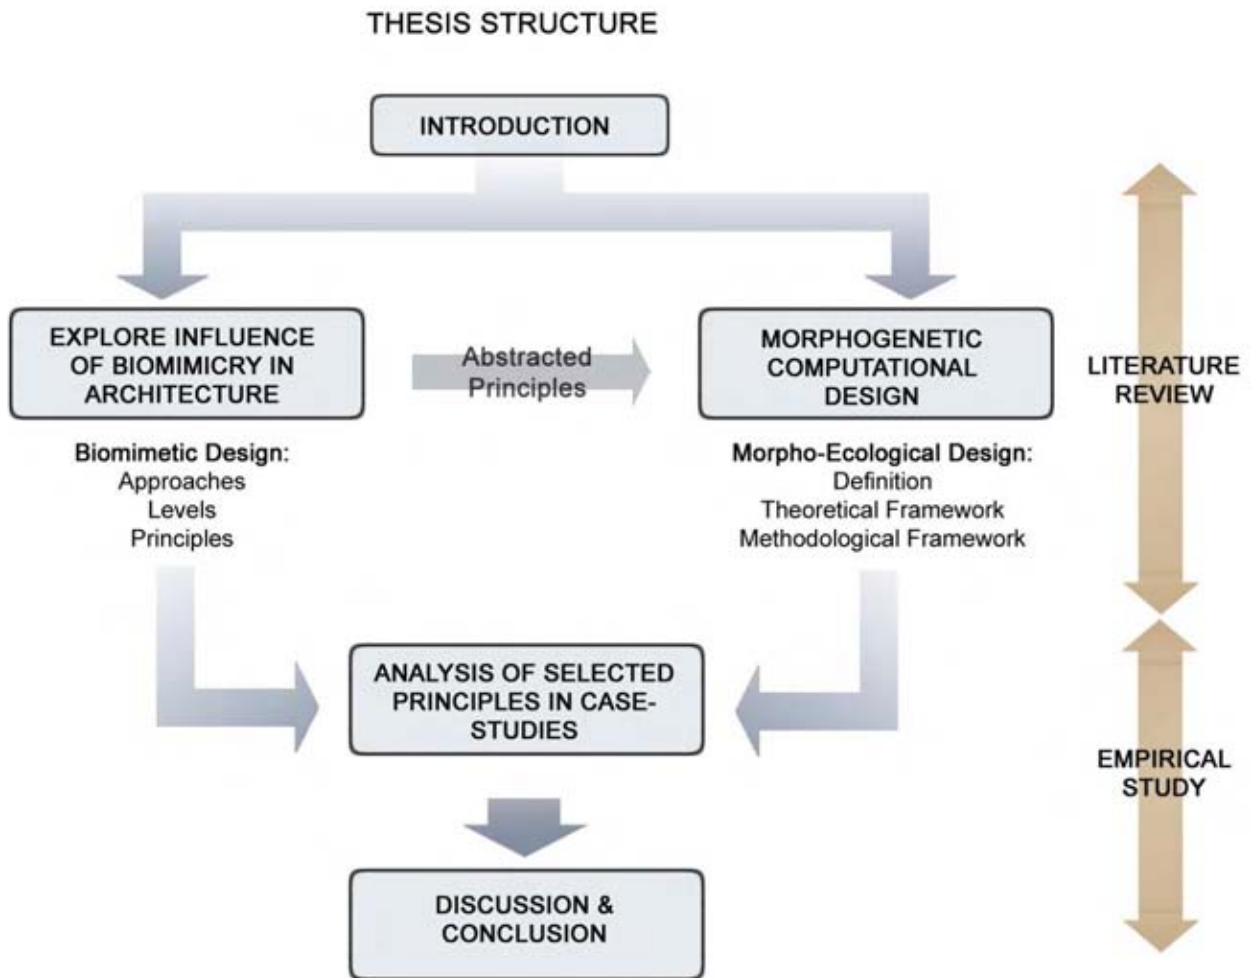 THESIS STRUCTURE
INTRODUCTION
EXPLORE INFLUENCE
OF BIOMIMICRY IN
ARCHITECTURE
Abstracted
Principles
MORPHOGENETIC
COMPUTATIONAL
DESIGN
LITERATURE
REVIEW
Biomimetic Design:
Approaches
Levels
Principles
Morpho-Ecological Design:
Definition
Theoretical Framework
Methodological Framework
ANALYSIS OF SELECTED
PRINCIPLES IN CASE-
STUDIES
EMPIRICAL
STUDY
DISCUSSION &
CONCLUSION